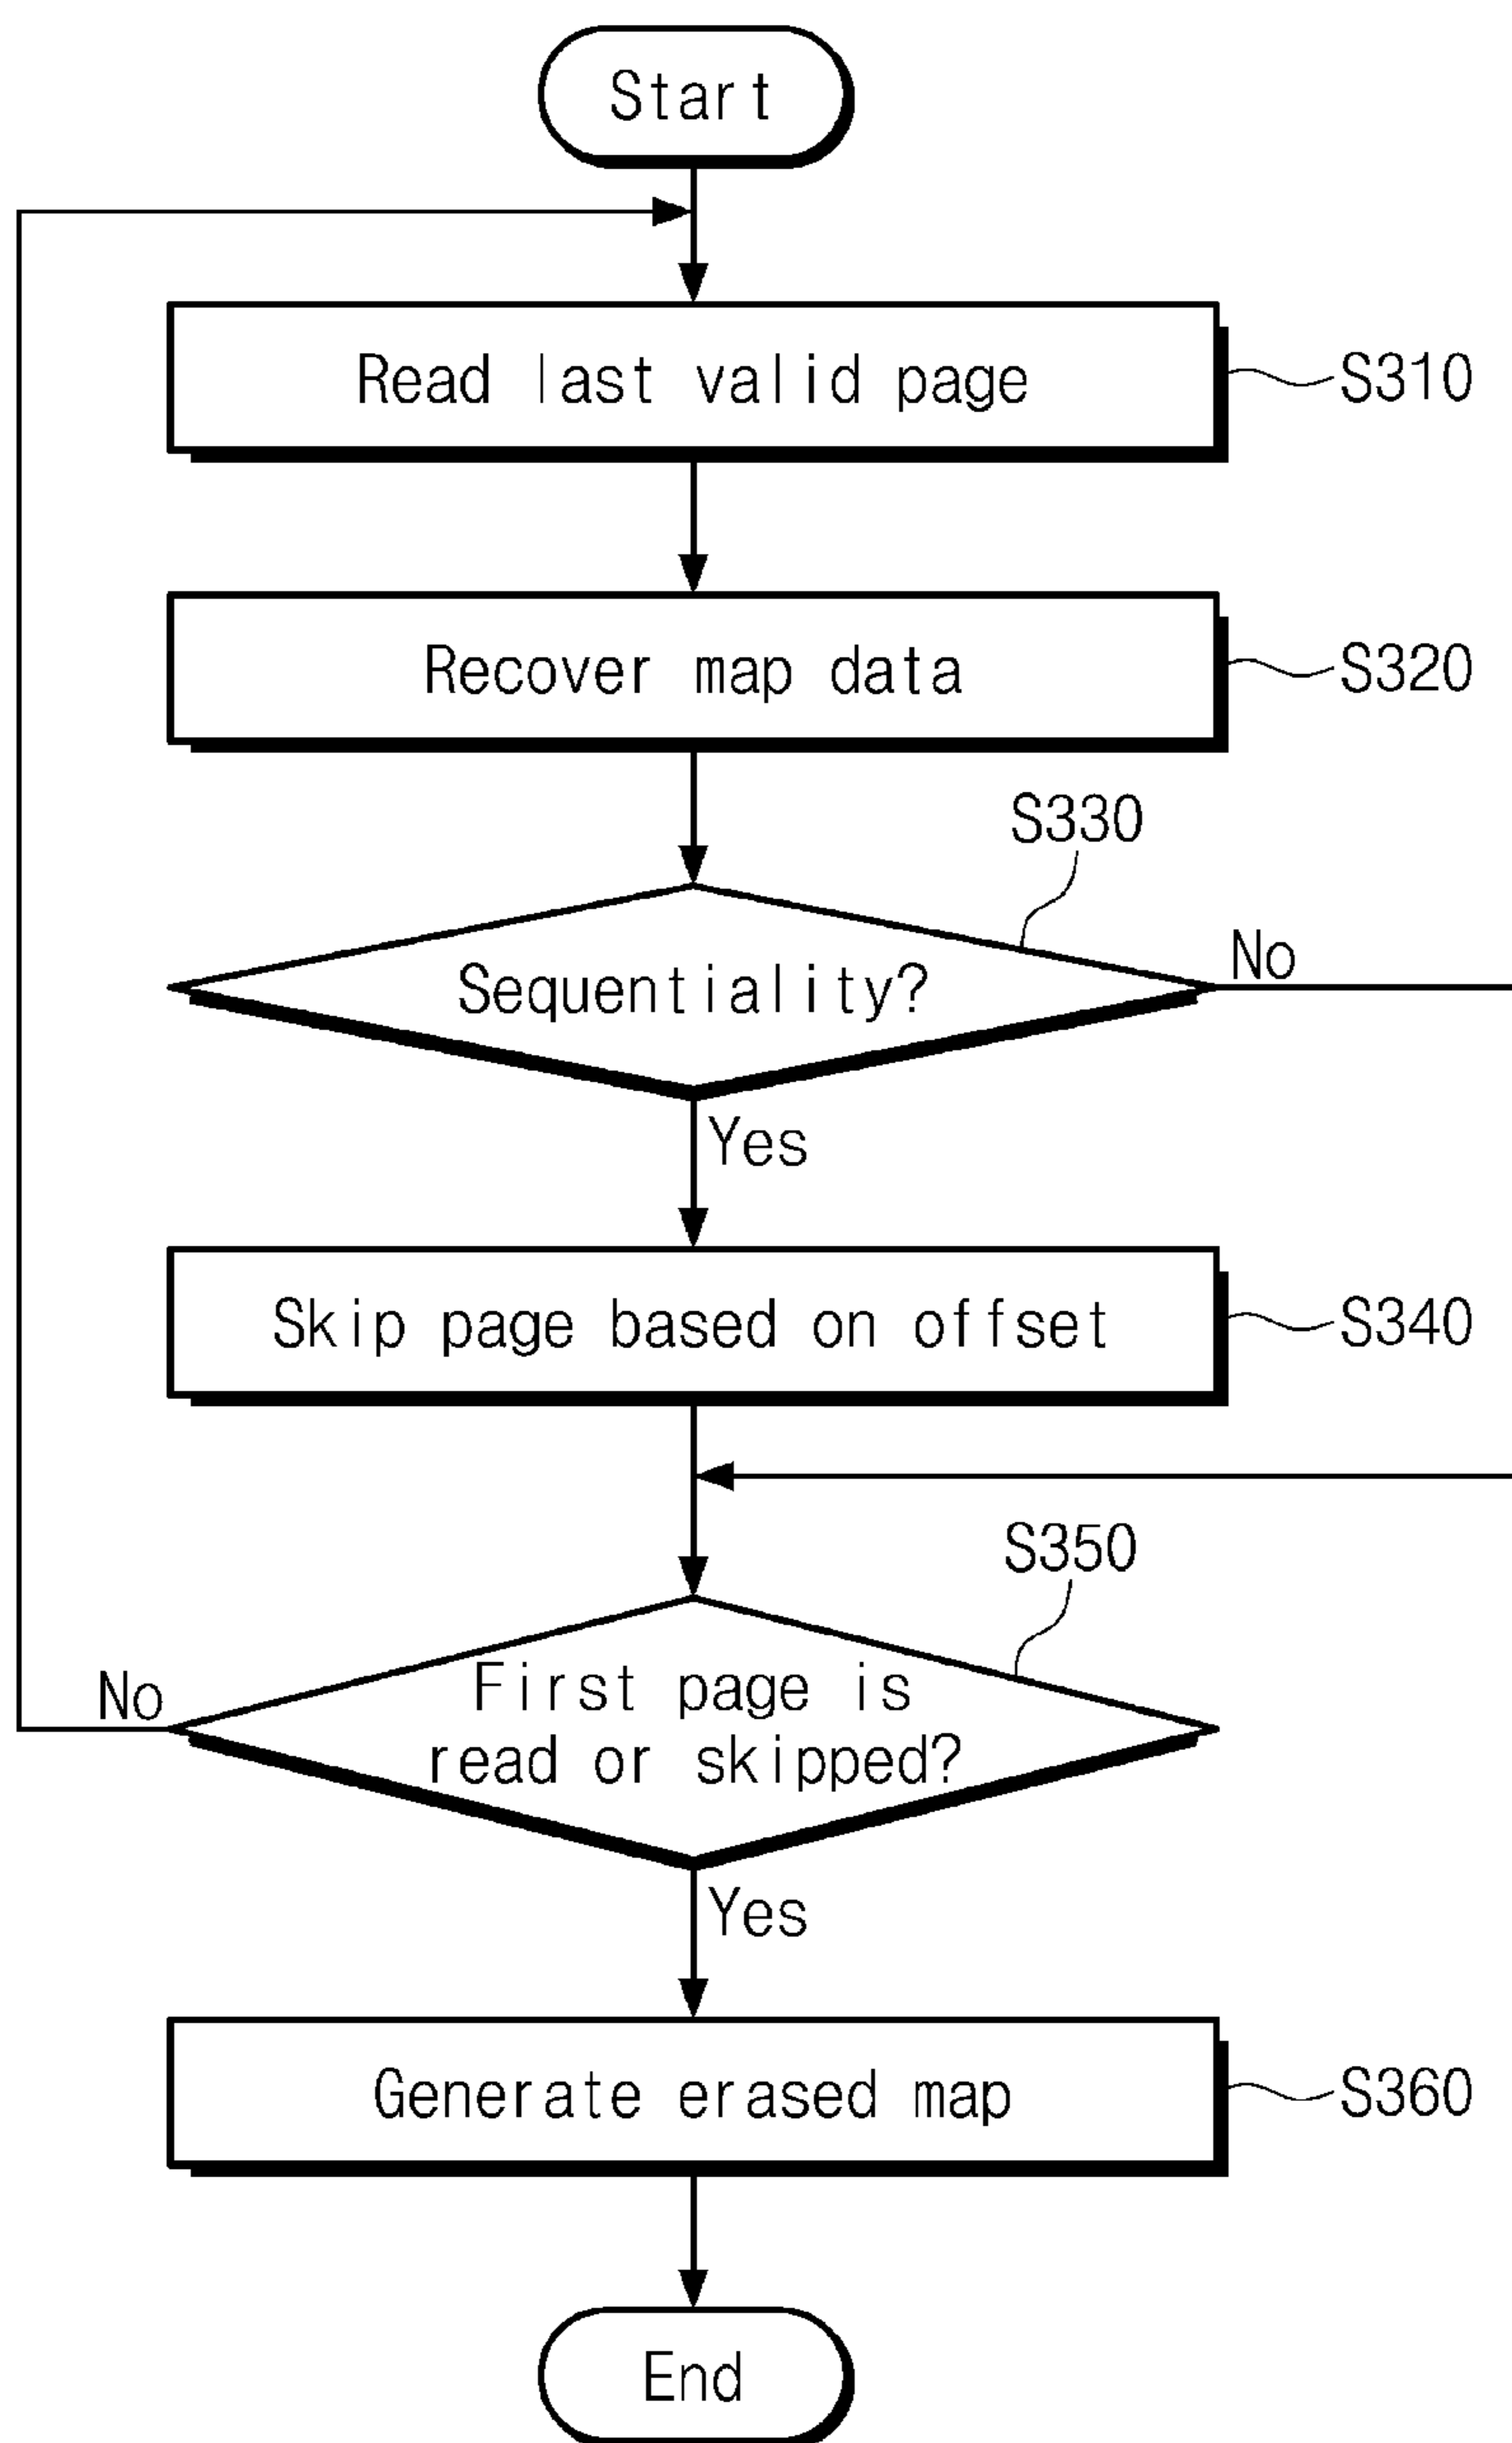 Start
Read last valid page
S310
Recover map data
S320
S330
Sequentiality?
No
Yes
Skip page based on offset
S340
S350
No
First page is
read or skipped?
Yes
Generate erased map
S360
End